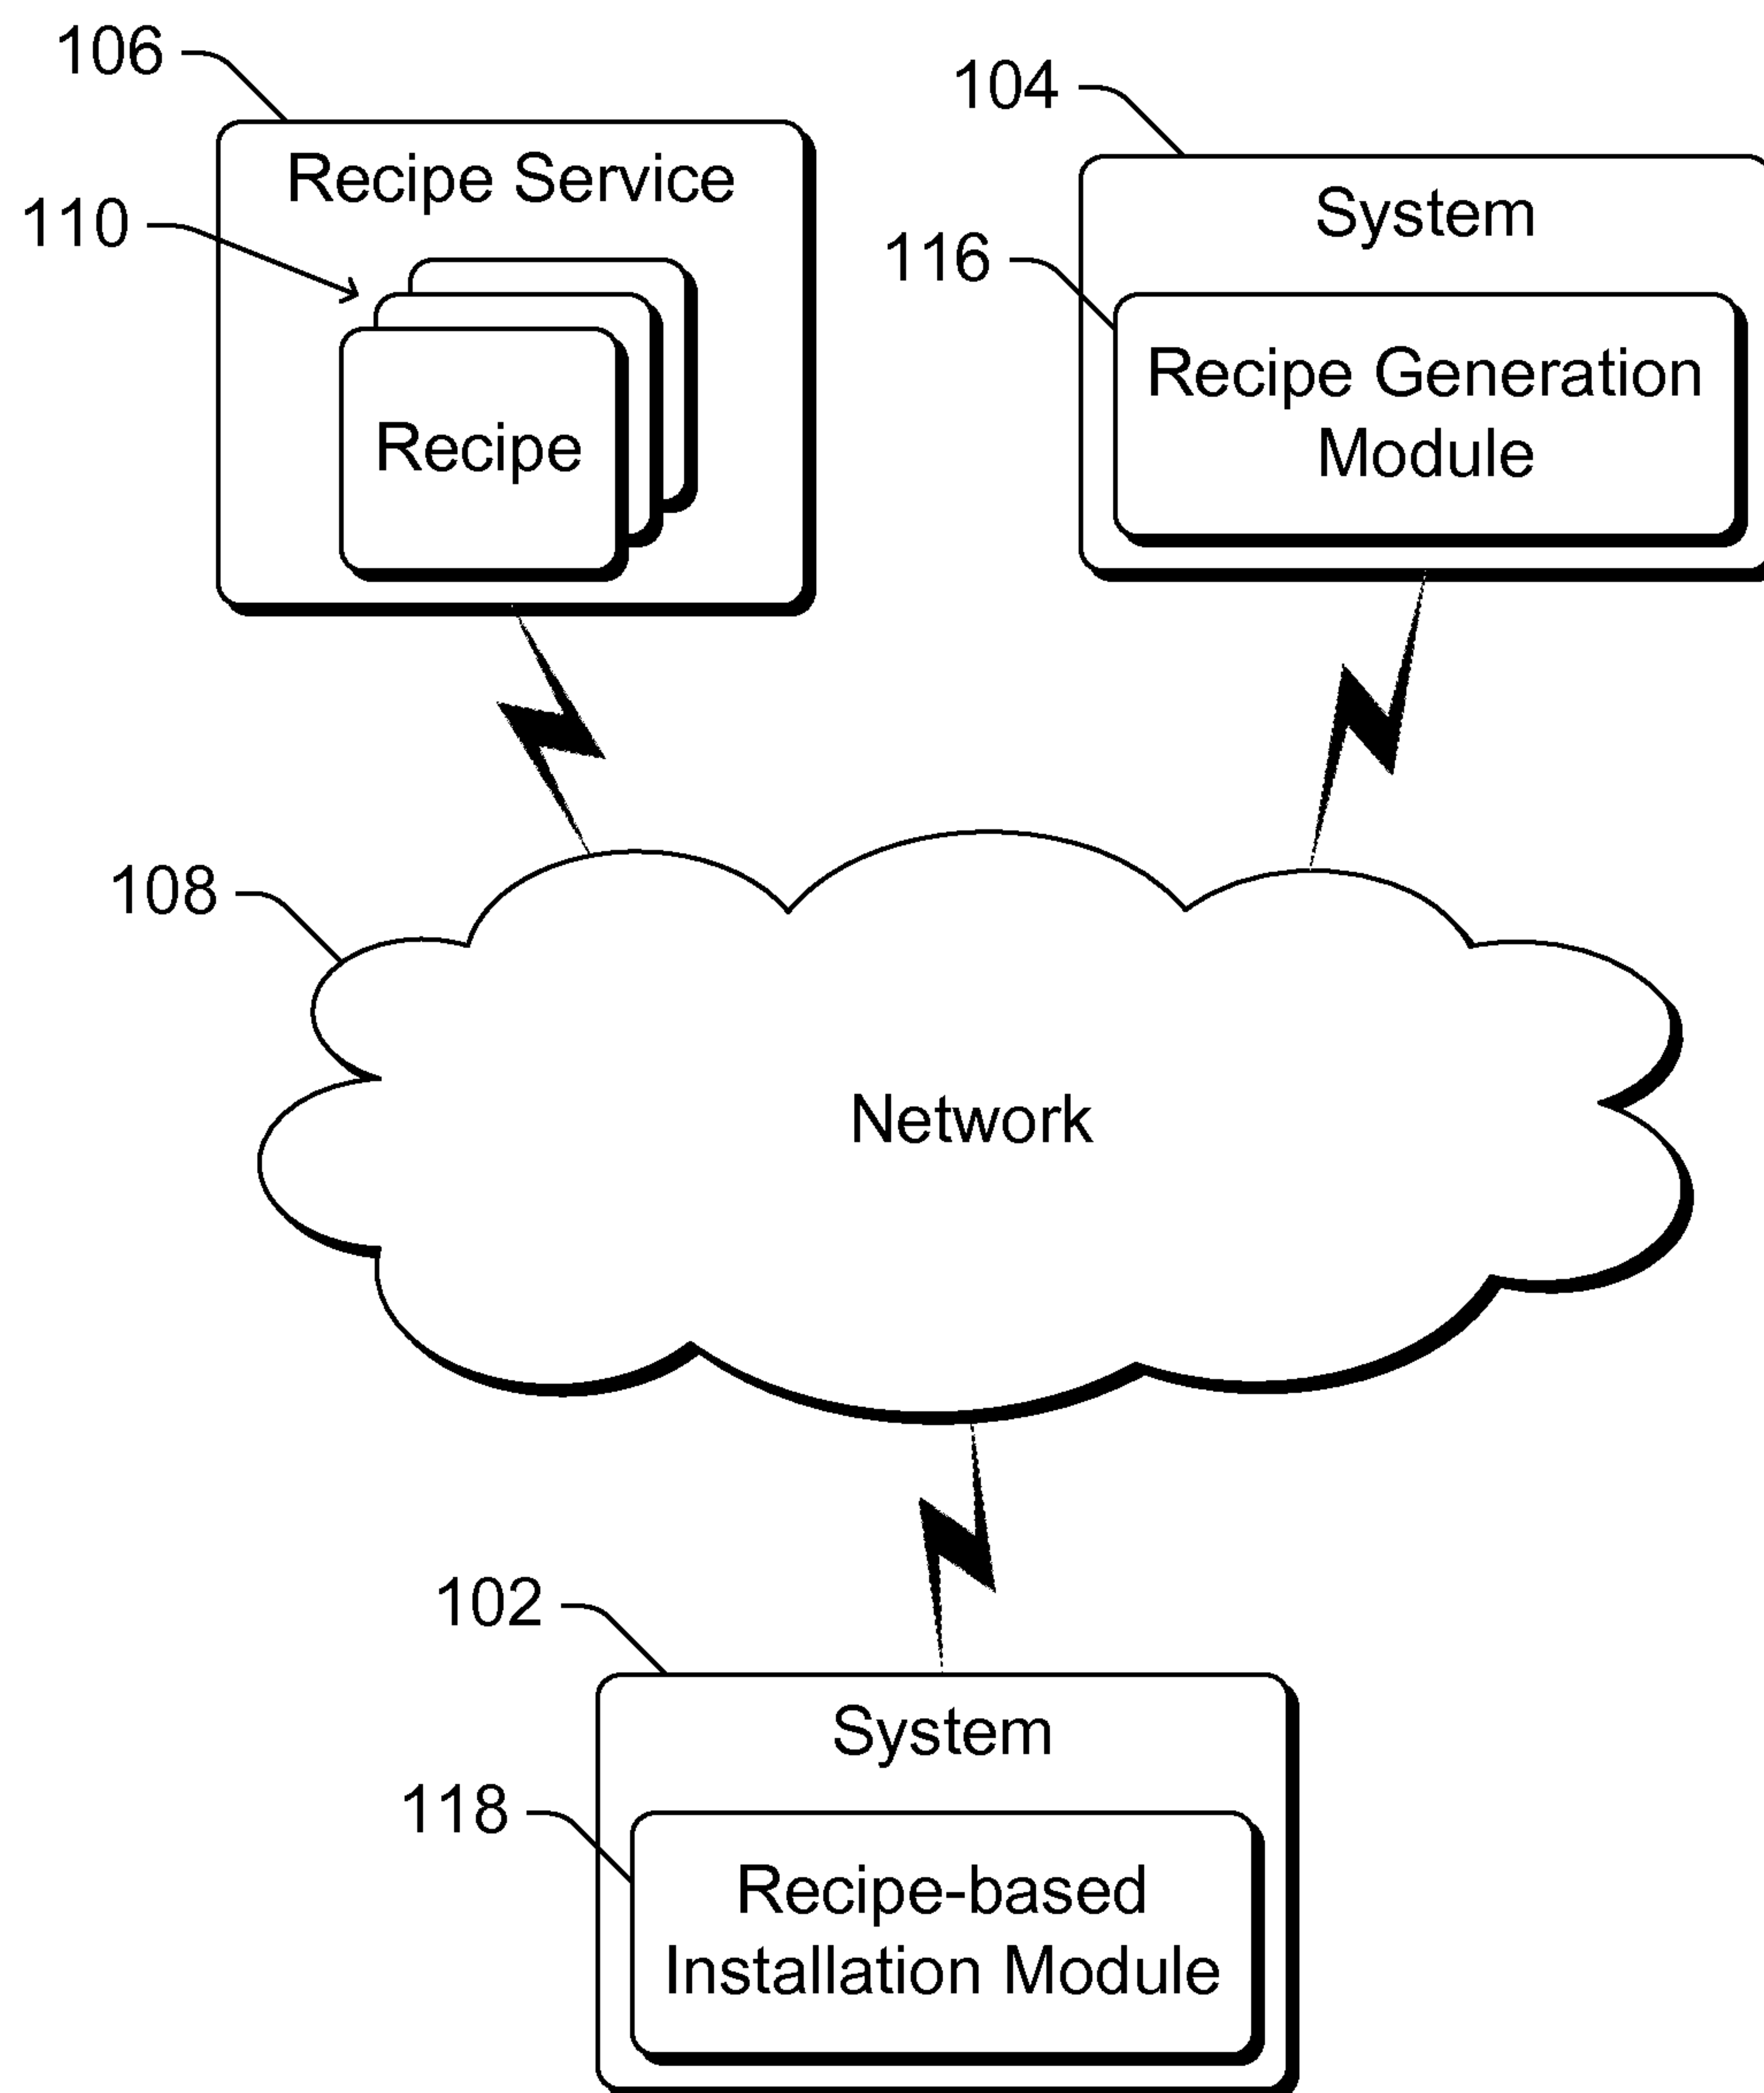 106
Recipe Service
110
Recipe
104
System
116
Recipe Generation
Module
108
Network
102
System
118
Recipe-based
Installation Module